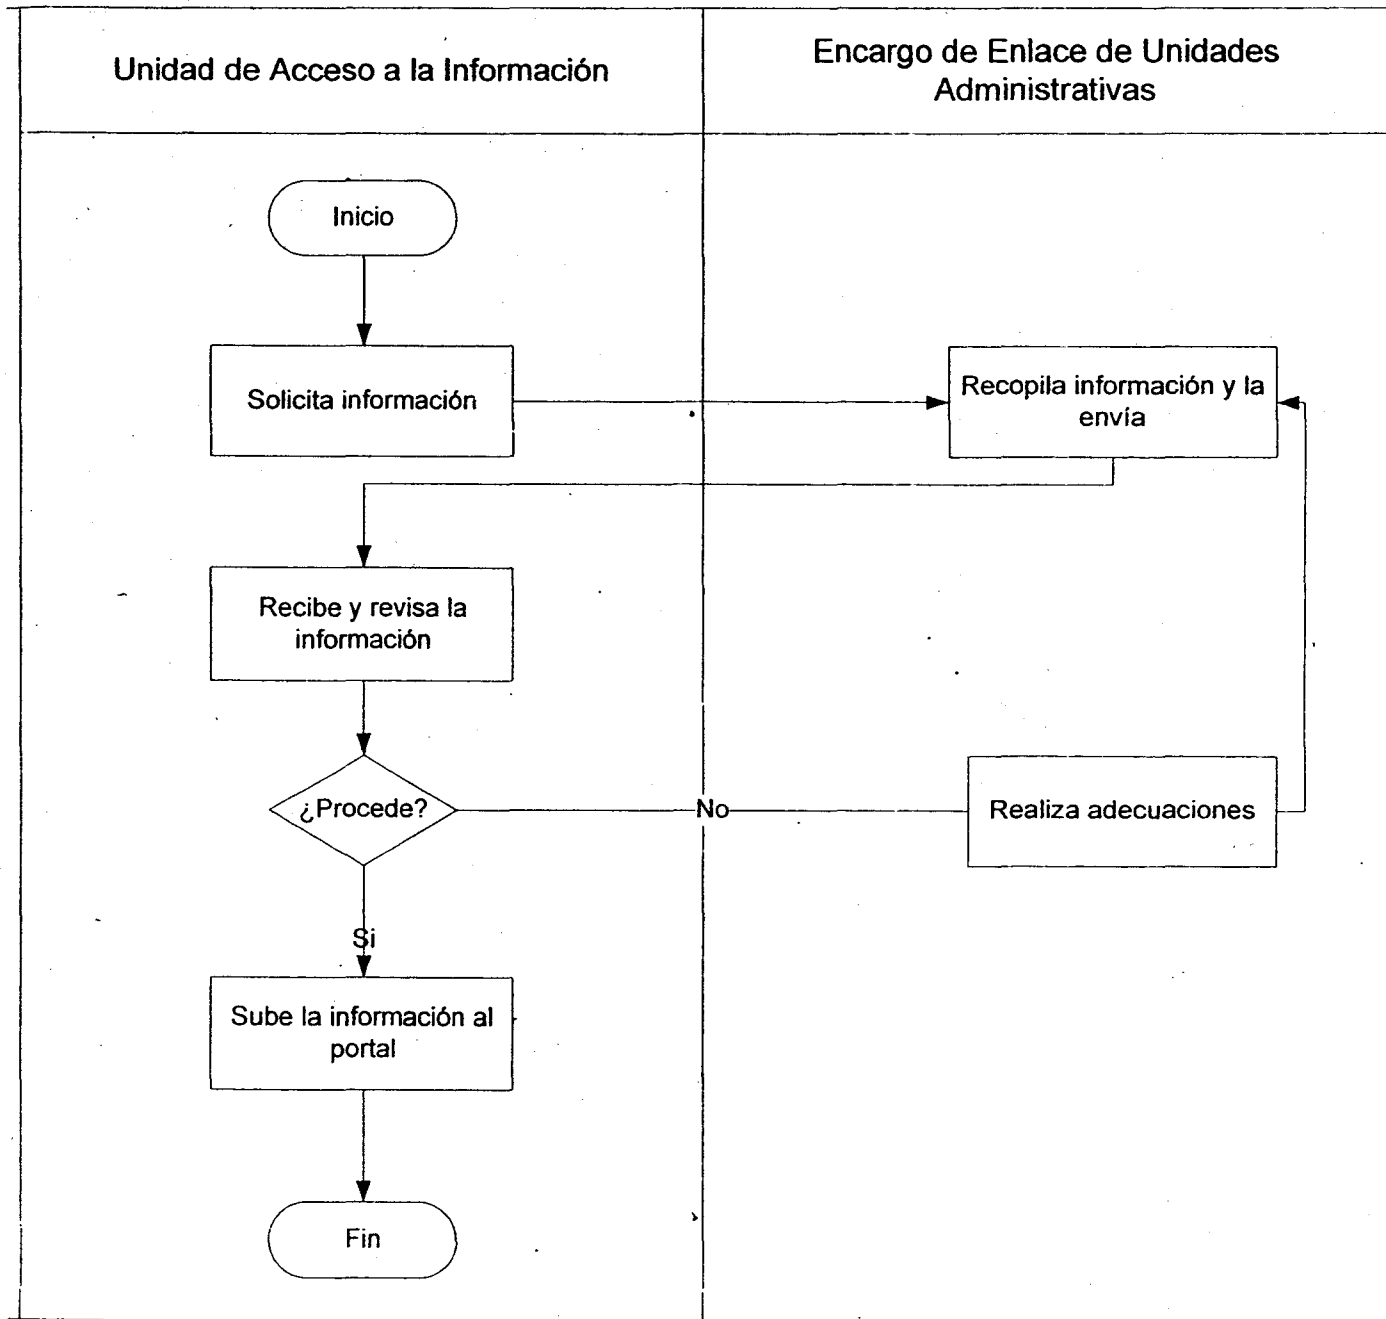 Unidad de Acceso a la Información
Encargo de Enlace de Unidades
Administrativas
Inicio
Solicita información
Recopila información y la
envía
Recibe y revisa la
información
¿Procede?
No
Realiza adecuaciones
Si
Sube la información al
portal
Fin